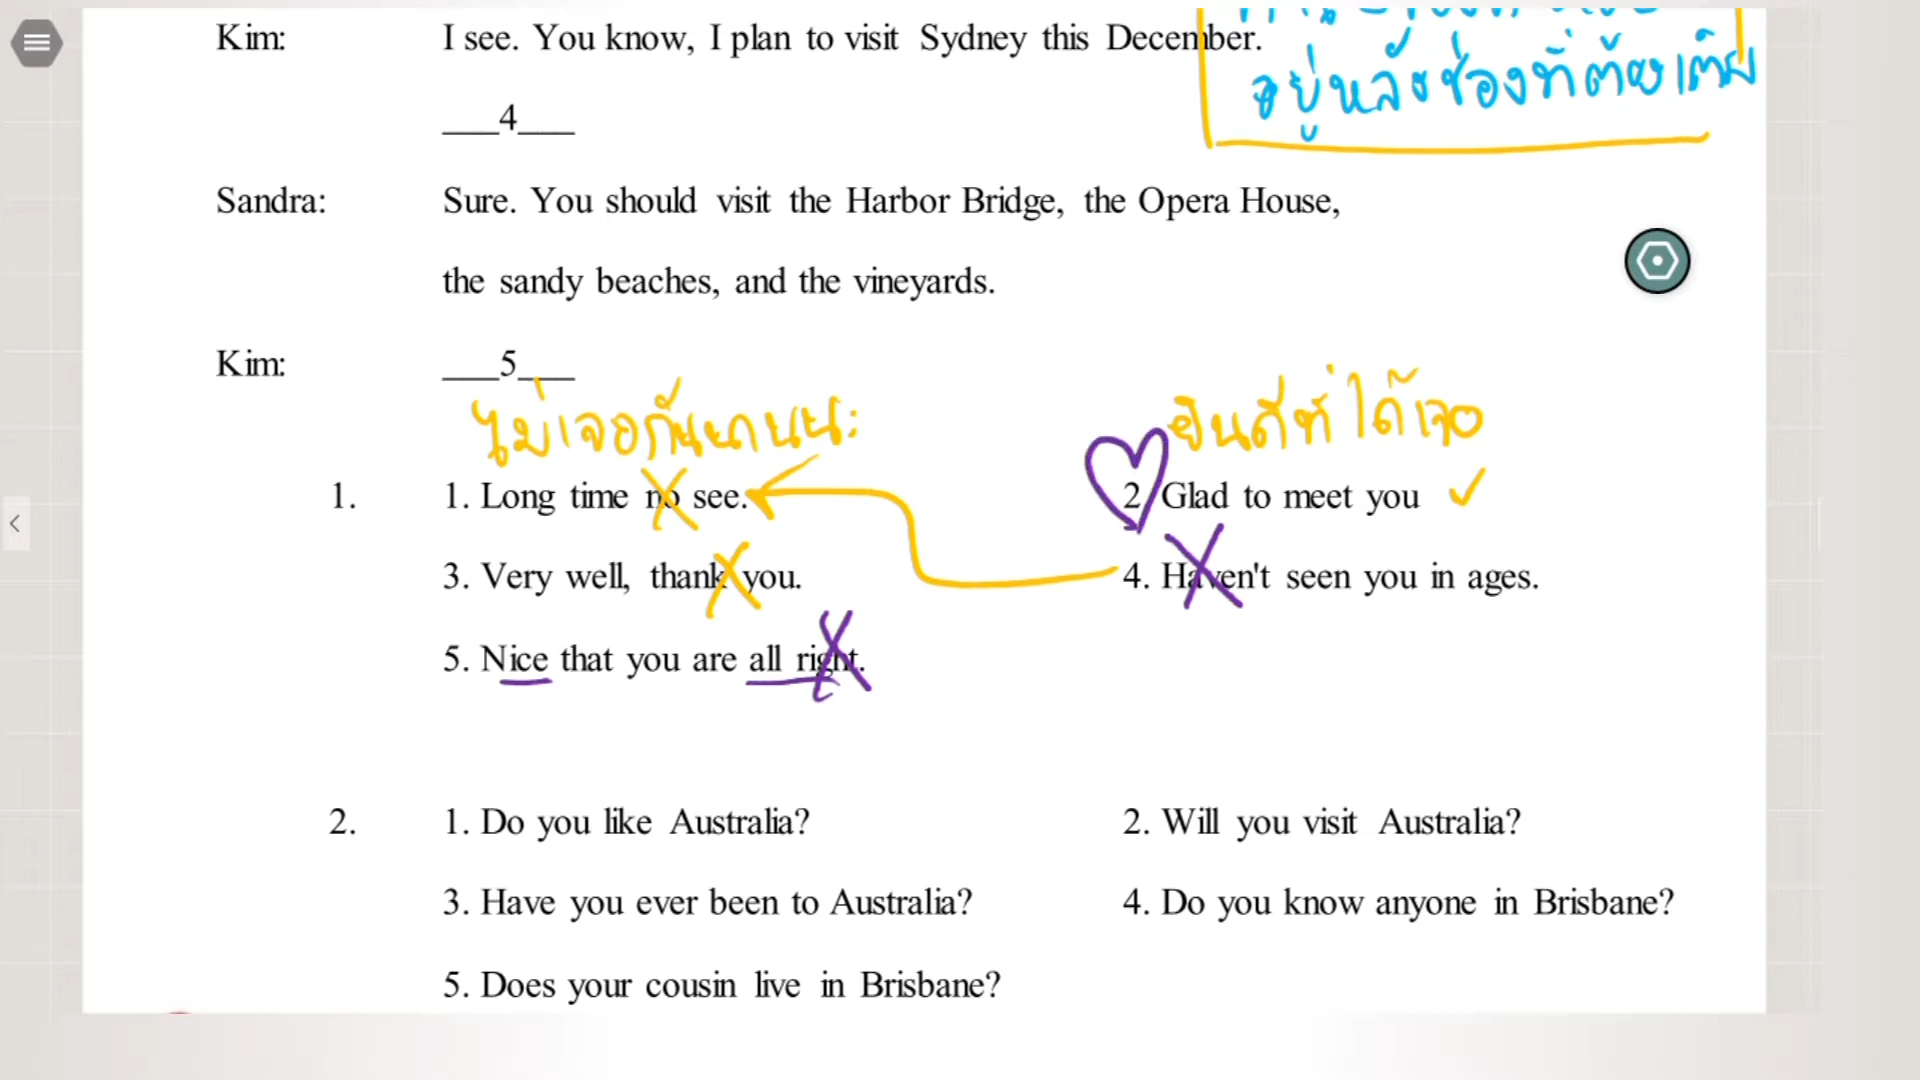 Kim: I see. You know, I plan to visit Sydney this December.
อยู่หลังช่องที่ต้องเติม
___4___
Sandra: Sure. You should visit the Harbor Bridge, the Opera House,
the sandy beaches, and the vineyards.
Kim: ___5___
ไม่เจอกันนานนะ ยินดีที่ได้เจอ
1. 1. Long time no see. 2. Glad to meet you
3. Very well, thank you. 4. Haven't seen you in ages.
5. Nice that you are all right.
2. 1. Do you like Australia? 2. Will you visit Australia?
3. Have you ever been to Australia? 4. Do you know anyone in Brisbane?
5. Does your cousin live in Brisbane?